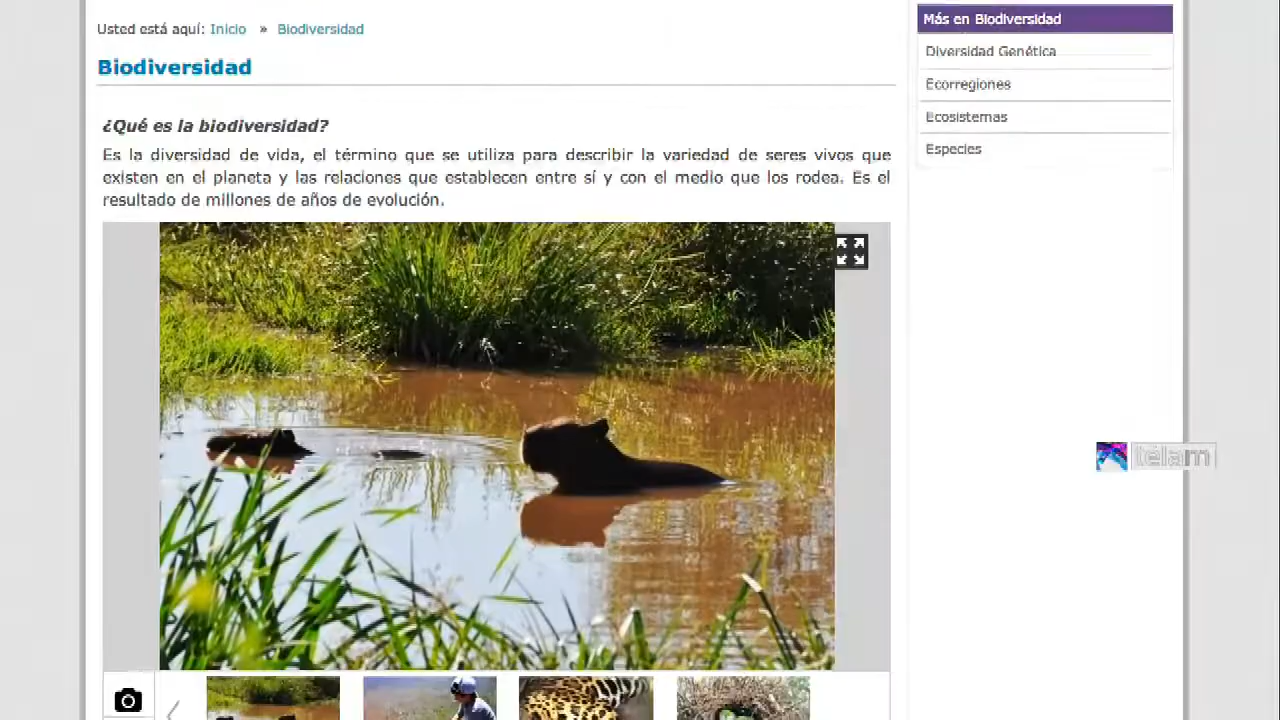 Usted está aquí: Inicio » Biodiversidad
Biodiversidad
¿Qué es la biodiversidad?
Es la diversidad de vida, el término que se utiliza para describir la variedad de seres vivos que
existen en el planeta y las relaciones que establecen entre sí y con el medio que los rodea. Es el
resultado de millones de años de evolución.
Más en Biodiversidad
Diversidad Genética
Ecorregiones
Ecosistemas
Especies
télam